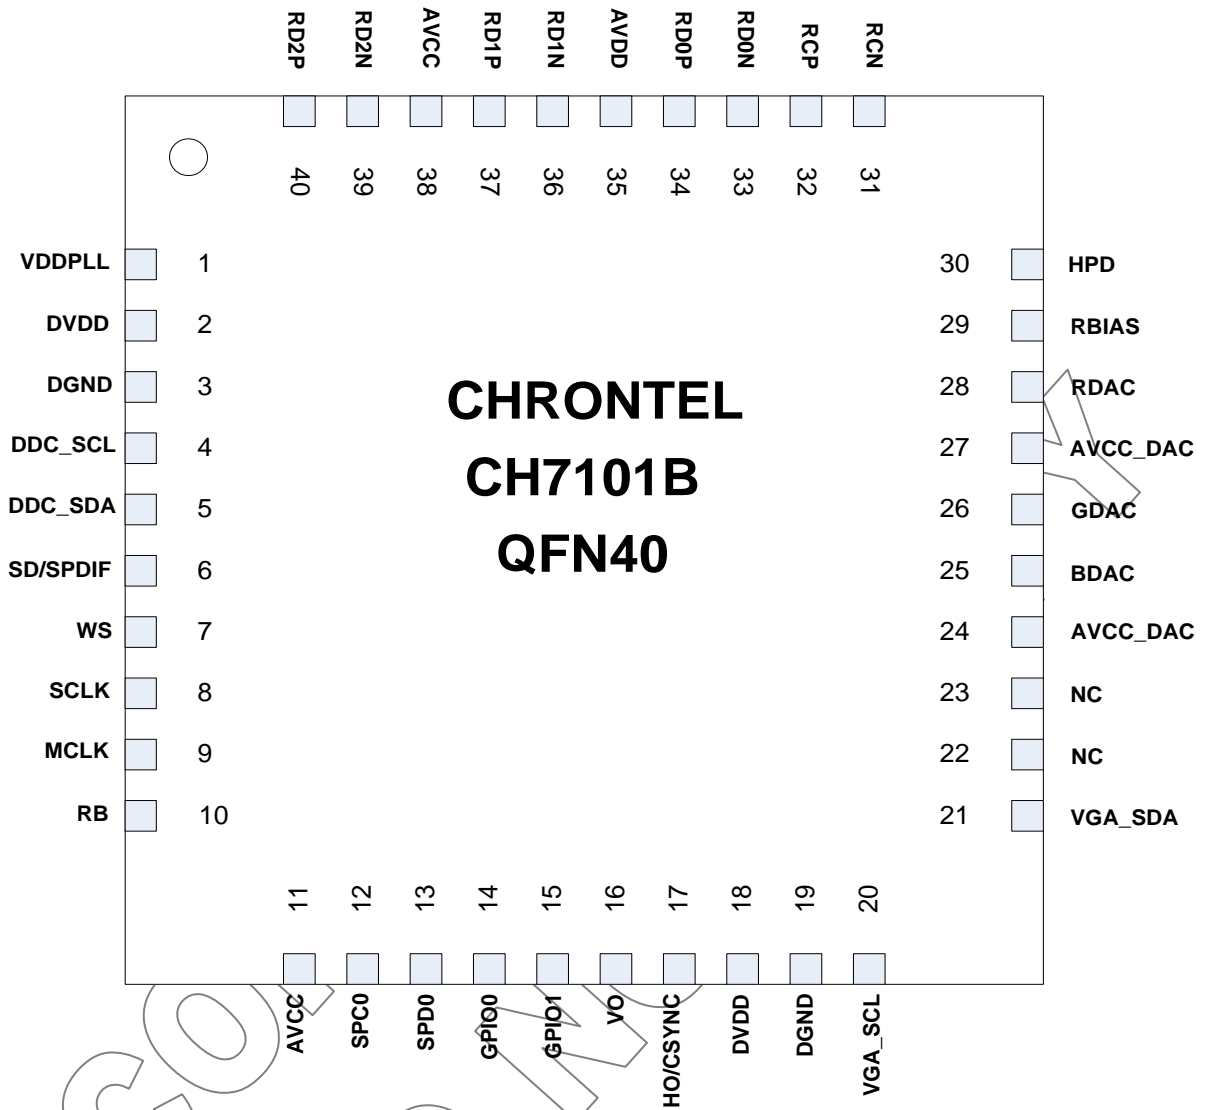 RD2P RD2N AVCC RD1P RD1N AVDD RD0P RD0N RCP RCN
40 39 38 37 36 35 34 33 32 31
VDDPLL 1 30 HPD
DVDD 2 29 RBIAS
DGND 3 28 RDAC
CHRONTEL
DDC_SCL 4 27 AVCC_DAC
CH7101B
DDC_SDA 5 26 GDAC
QFN40
SD/SPDIF 6 25 BDAC
WS 7 24 AVCC_DAC
SCLK 8 23 NC
MCLK 9 22 NC
RB 10 21 VGA_SDA
11 12 13 14 15 16 17 18 19 20
AVCC SPC0 SPD0 GPIO0 GPIO1 VO HO/CSYNC DVDD DGND VGA_SCL